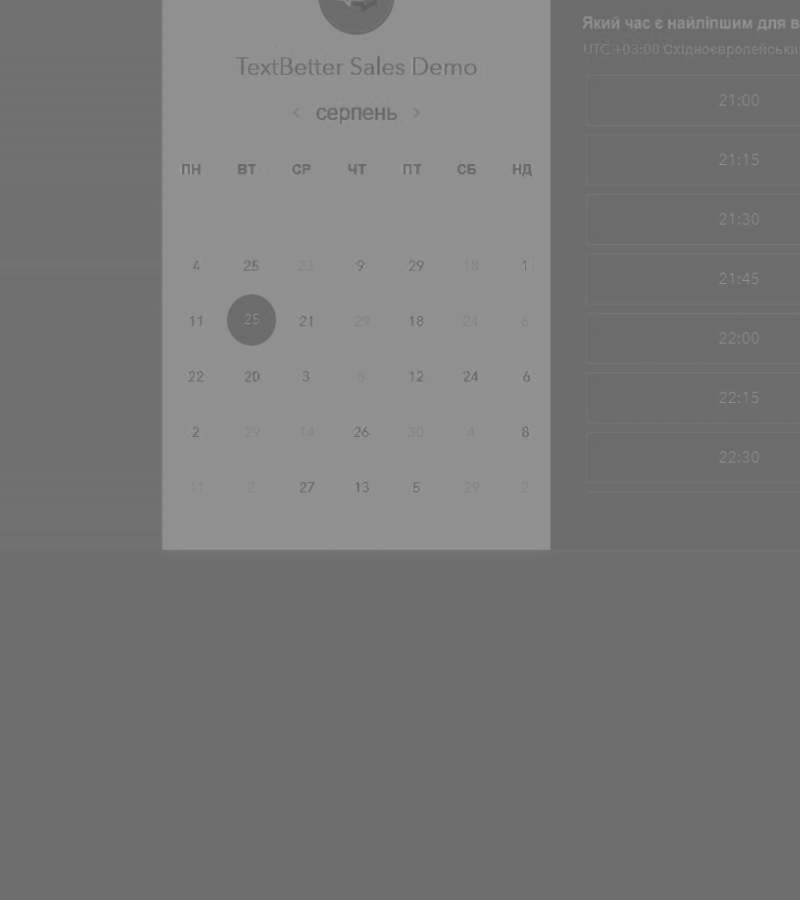 TextBetter Sales Demo
‹ серпень ›
ПН ВТ СР ЧТ ПТ СБ НД
4 25 23 9 29 18 1
11 25 21 29 18 24 6
22 20 3 8 12 24 6
2 29 14 26 30 4 8
11 2 27 13 5 29 2
Який час є найліпшим для в
UTC +03:00 Східноєвропейськи
21:00
21:15
21:30
21:45
22:00
22:15
22:30